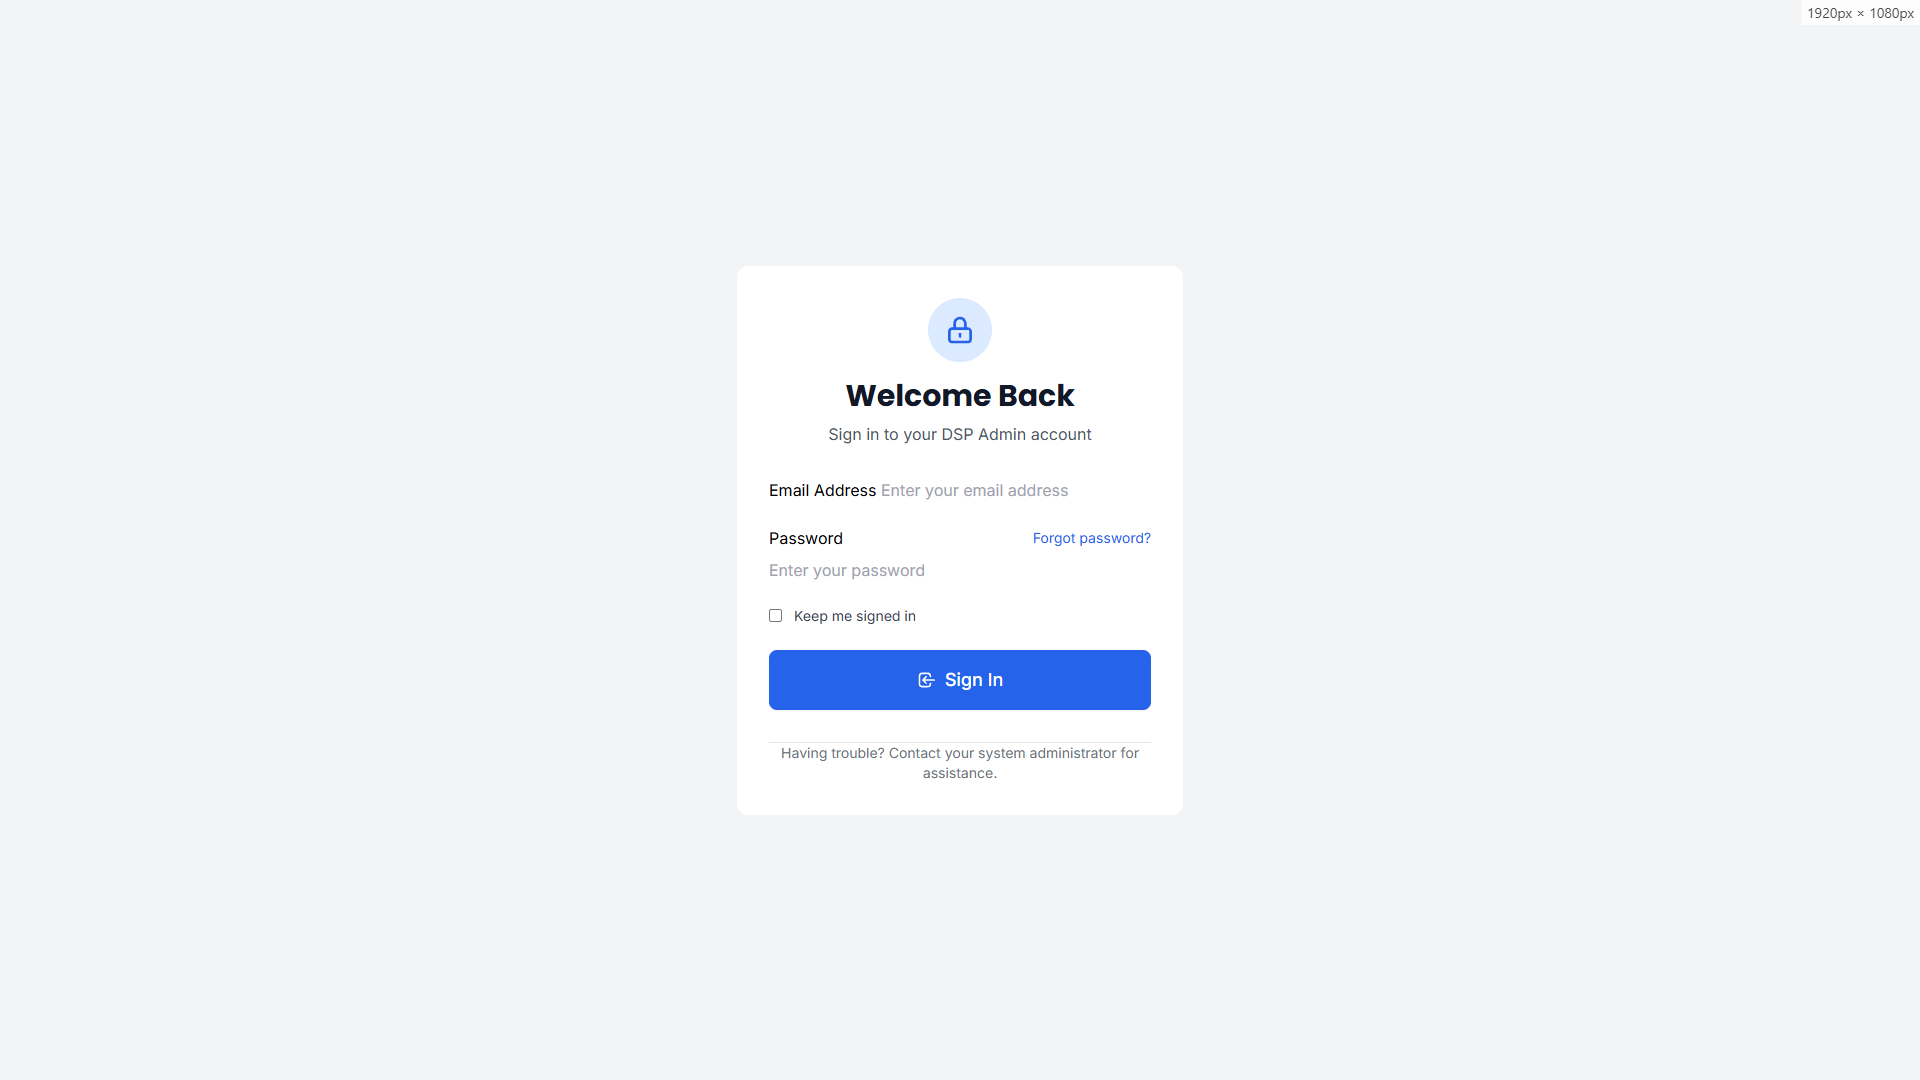 1920px × 1080px
Welcome Back
Sign in to your DSP Admin account
Email Address Enter your email address
Password Forgot password?
Enter your password
Keep me signed in
Sign In
Having trouble? Contact your system administrator for
assistance.